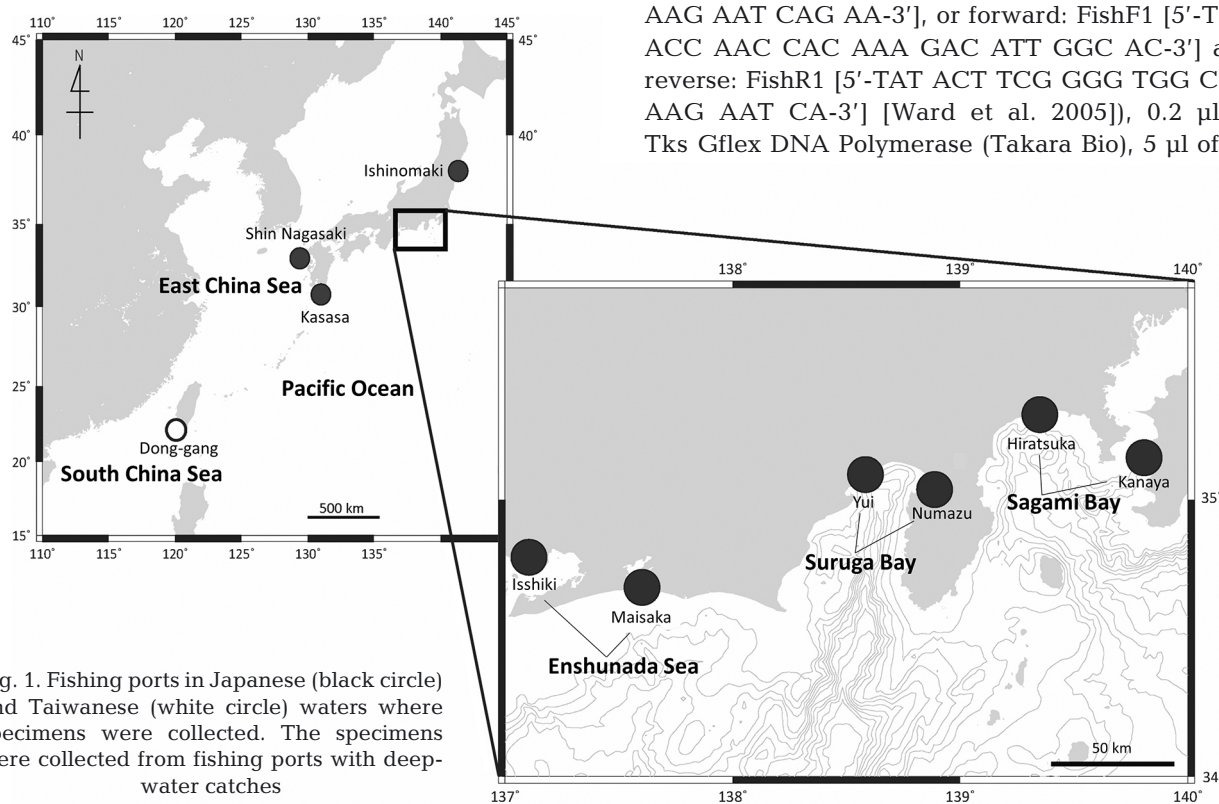 AAG AAT CAG AA-3′], or forward: FishF1 [5′-T
ACC AAC CAC AAA GAC ATT GGC AC-3′] a
reverse: FishR1 [5′-TAT ACT TCG GGG TGG C
AAG AAT CA-3′] [Ward et al. 2005]), 0.2 µl
Tks Gflex DNA Polymerase (Takara Bio), 5 µl of
110˚ 115˚ 120˚ 125˚ 130˚ 135˚ 140˚ 145˚
45˚ 45˚
N
40˚ 40˚
Ishinomaki
35˚ 35˚
Shin Nagasaki
East China Sea
30˚ 30˚
Kasasa
Pacific Ocean
25˚ 25˚
Dong-gang
20˚ 20˚
South China Sea
500 km
15˚
110˚ 115˚ 120˚ 125˚ 130˚ 135˚
138˚ 139˚ 140˚
Hiratsuka
Kanaya
Sagami Bay
Yui
Numazu
35˚
Suruga Bay
Isshiki
Maisaka
Enshunada Sea
50 km
34
137˚ 138˚ 139˚ 140˚
g. 1. Fishing ports in Japanese (black circle)
nd Taiwanese (white circle) waters where
pecimens were collected. The specimens
ere collected from fishing ports with deep-
water catches